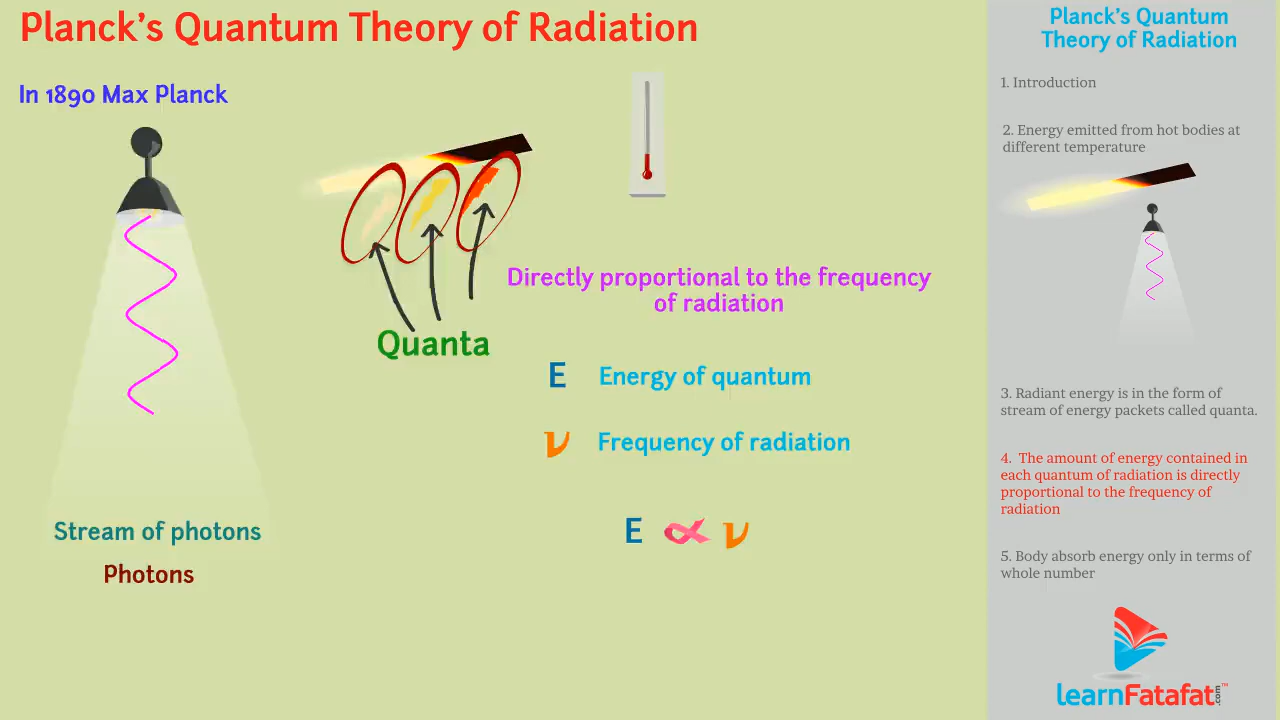 Planck's Quantum Theory of Radiation
In 1890 Max Planck
Directly proportional to the frequency
of radiation
Quanta
E Energy of quantum
ν Frequency of radiation
E ∝ ν
Stream of photons
Photons
Planck's Quantum
Theory of Radiation
1. Introduction
2. Energy emitted from hot bodies at
different temperature
3. Radiant energy is in the form of
stream of energy packets called quanta.
4. The amount of energy contained in
each quantum of radiation is directly
proportional to the frequency of
radiation
5. Body absorb energy only in terms of
whole number
learnFatafat.com™